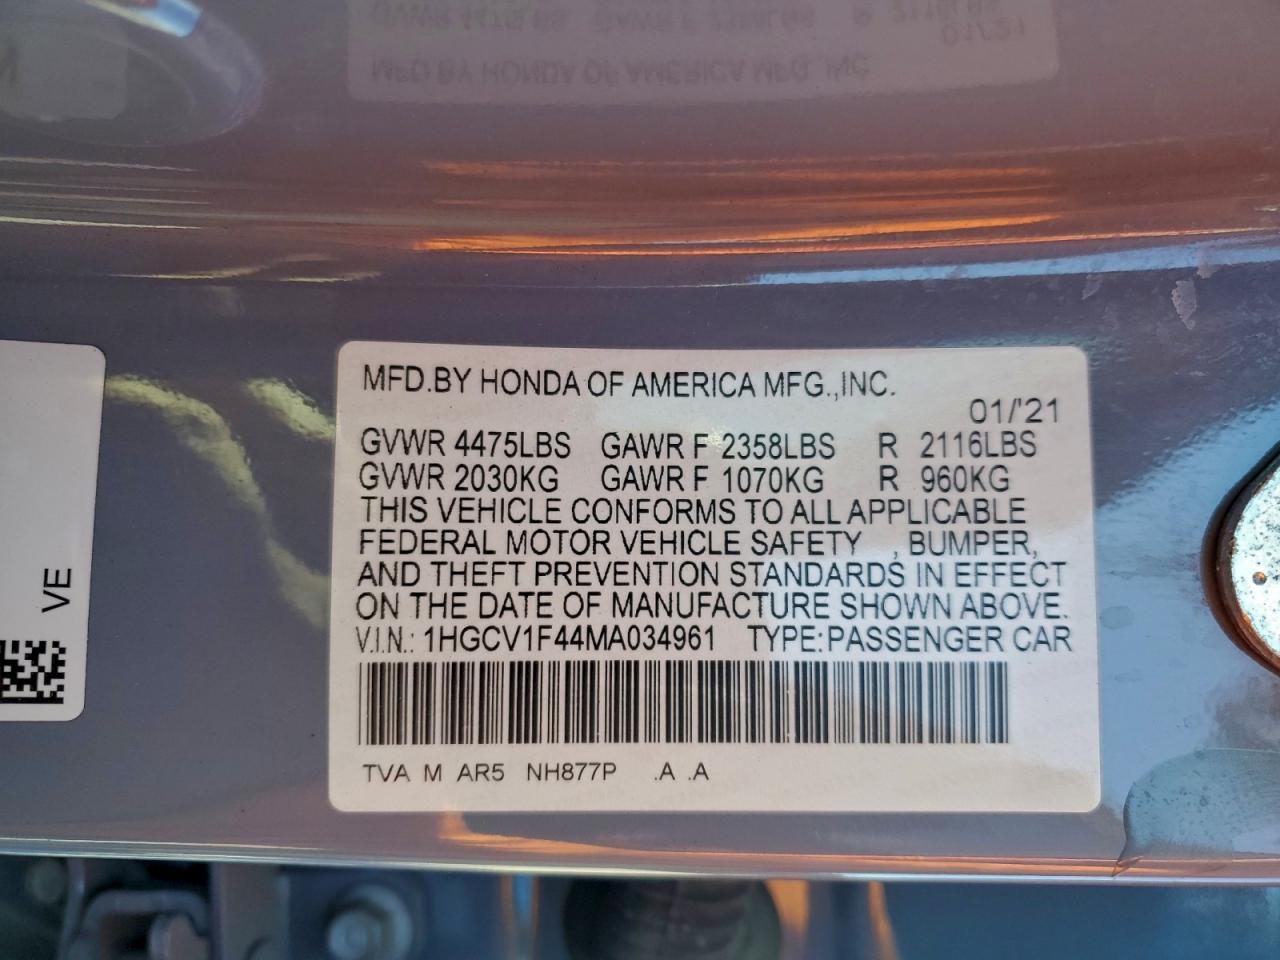 MFD.BY HONDA OF AMERICA MFG.,INC.
01/'21
GVWR 4475LBS GAWR F 2358LBS R 2116LBS
GVWR 2030KG GAWR F 1070KG R 960KG
THIS VEHICLE CONFORMS TO ALL APPLICABLE
FEDERAL MOTOR VEHICLE SAFETY , BUMPER,
AND THEFT PREVENTION STANDARDS IN EFFECT
ON THE DATE OF MANUFACTURE SHOWN ABOVE.
V.I.N.: 1HGCV1F44MA034961 TYPE:PASSENGER CAR
TVA M AR5 NH877P .A .A
VE